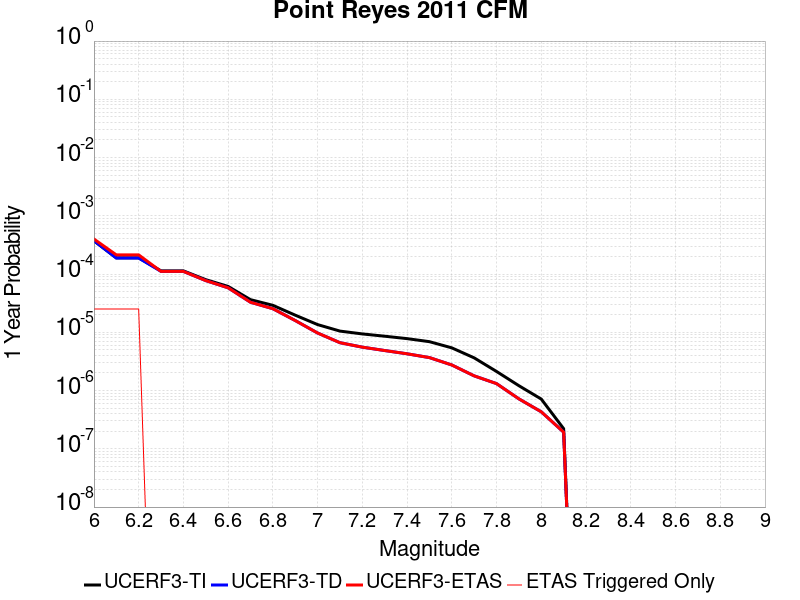 Point Reyes 2011 CFM
10^0
10^-1
10^-2
10^-3
10^-4
10^-5
10^-6
10^-7
10^-8
1 Year Probability
6 6.2 6.4 6.6 6.8 7 7.2 7.4 7.6 7.8 8 8.2 8.4 8.6 8.8 9
Magnitude
UCERF3-TI UCERF3-TD UCERF3-ETAS ETAS Triggered Only